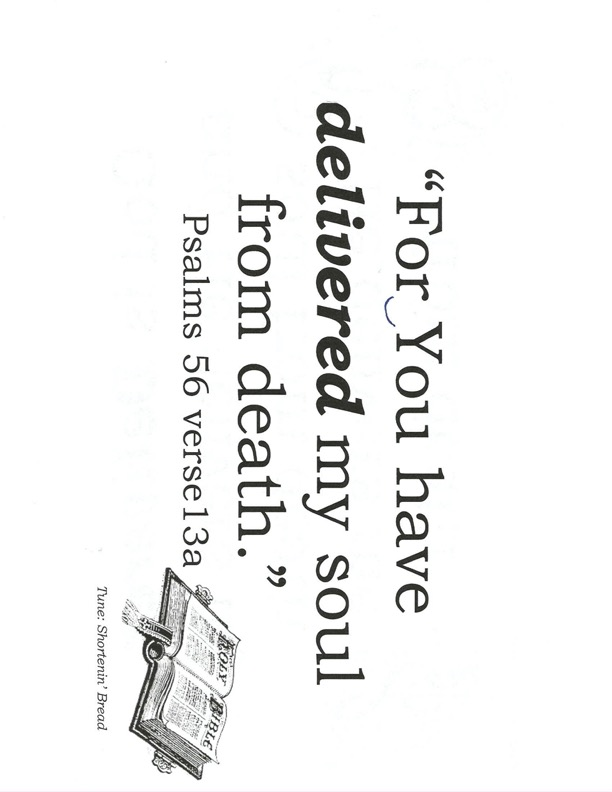 “For You have
delivered my soul
from death.”
Psalms 56 verse13a
HOLY BIBLE
Tune: Shortenin’ Bread